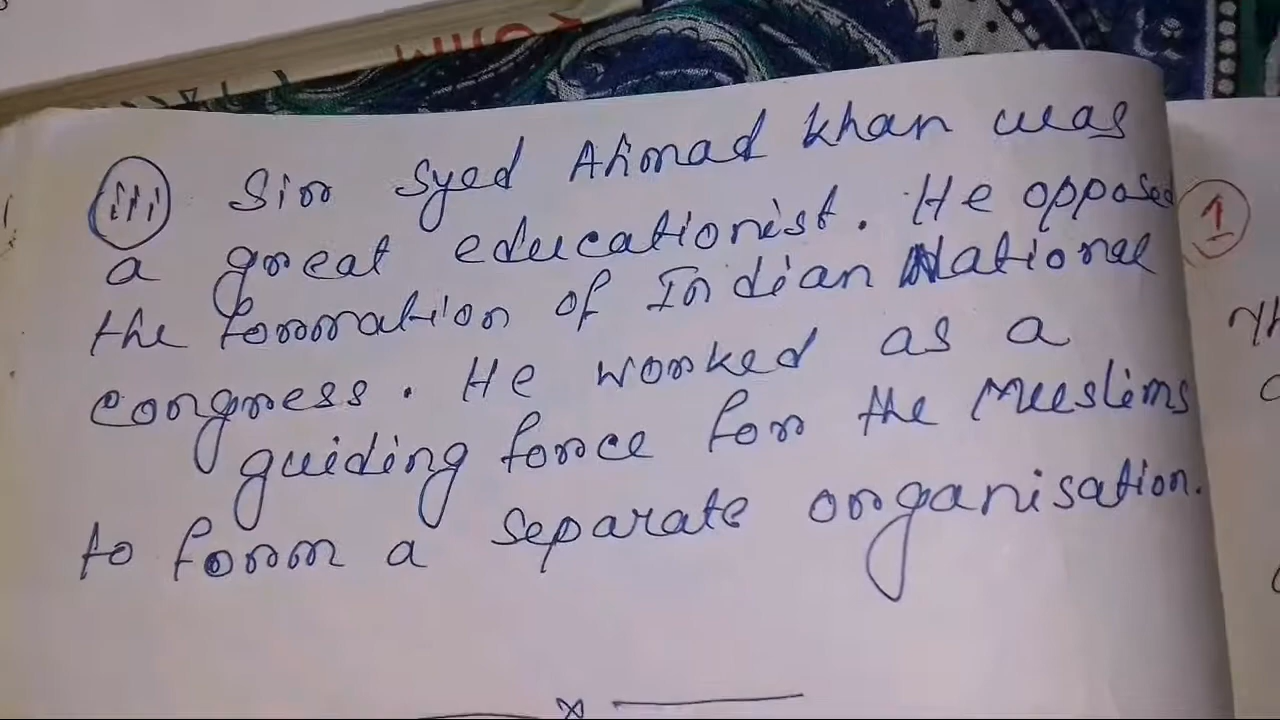 (iii) Sir Syed Ahmad Khan was
a great educationist. He opposed
the formation of Indian National
congress. He worked as a
guiding force for the Muslims
to form a separate organisation.
x
1